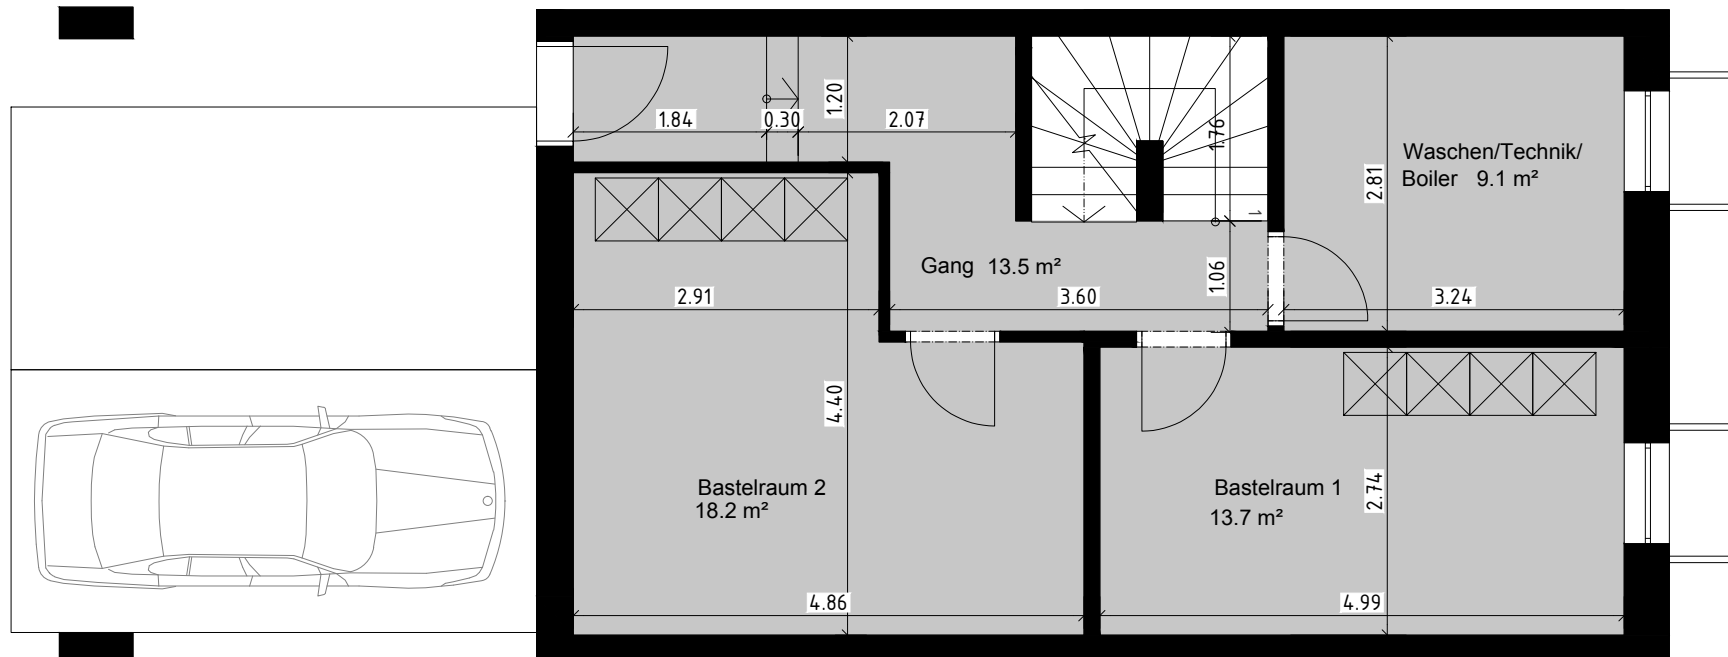 1.84
0.30
1.20
2.07
1.76
1
2.81
Waschen/Technik/
Boiler 9.1 m²
Gang 13.5 m²
1.06
2.91
3.60
3.24
4.40
Bastelraum 2
18.2 m²
Bastelraum 1
13.7 m²
2.74
4.86
4.99